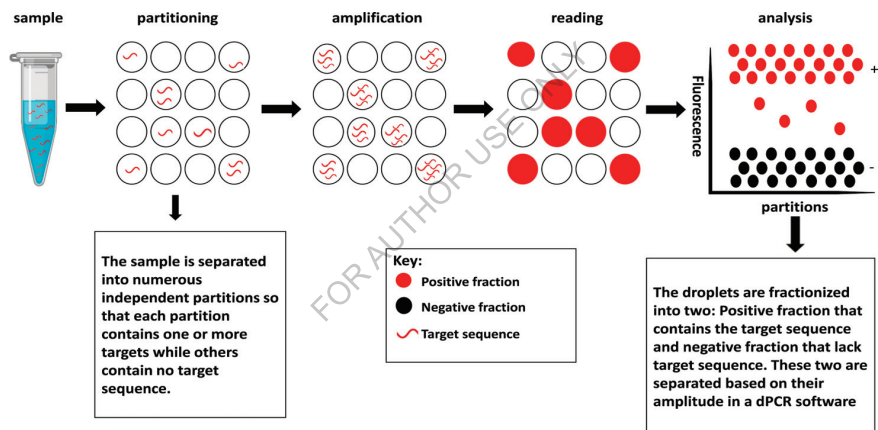 sample
partitioning
amplification
reading
analysis
Fluorescence
+
-
partitions
The sample is separated
into numerous
independent partitions so
that each partition
contains one or more
targets while others
contain no target
sequence.
Key:
Positive fraction
Negative fraction
Target sequence
The droplets are fractionized
into two: Positive fraction that
contains the target sequence
and negative fraction that lack
target sequence. These two are
separated based on their
amplitude in a dPCR software
FOR AUTHOR USE ONLY